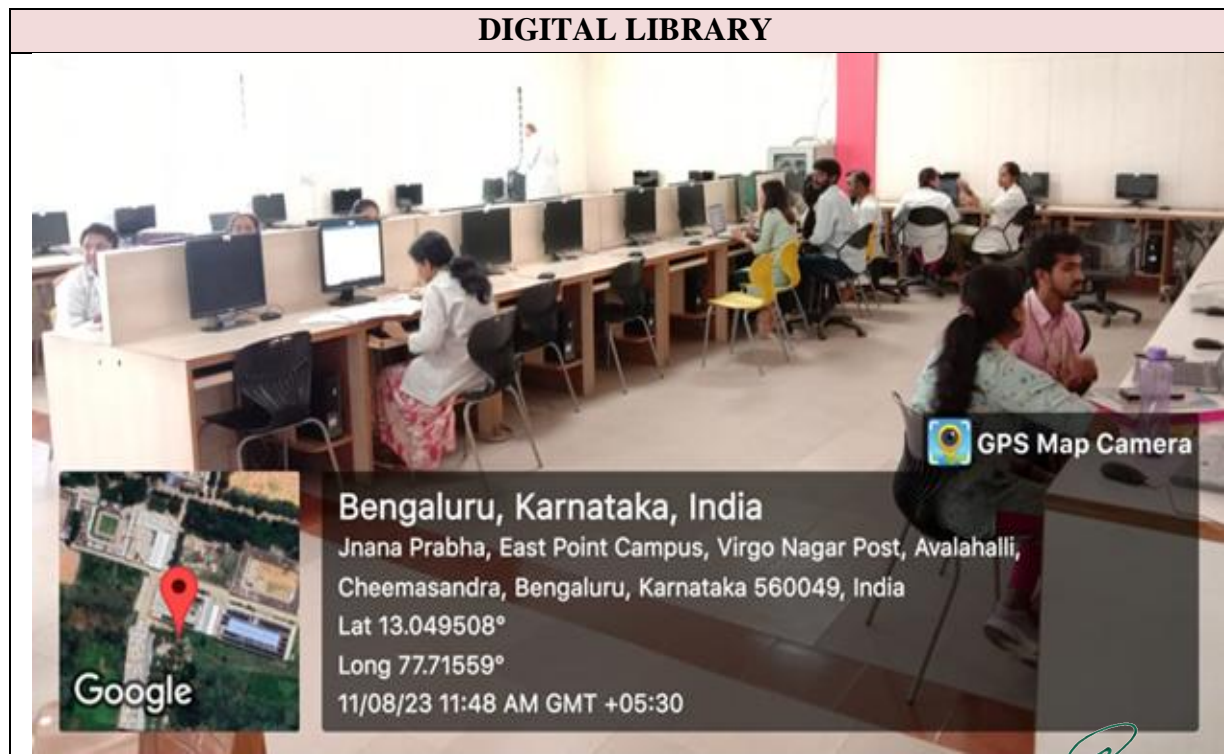 DIGITAL LIBRARY
GPS Map Camera
Bengaluru, Karnataka, India
Jnana Prabha, East Point Campus, Virgo Nagar Post, Avalahalli,
Cheemasandra, Bengaluru, Karnataka 560049, India
Lat 13.049508°
Long 77.71559°
11/08/23 11:48 AM GMT +05:30
Google